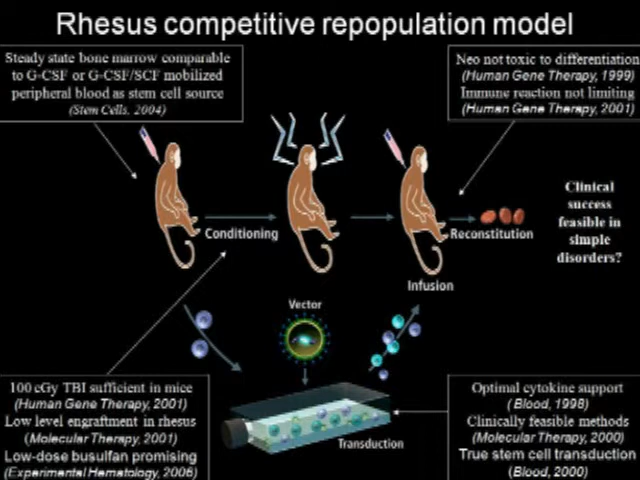 Rhesus competitive repopulation model
Steady state bone marrow comparable
to G-CSF or G-CSF/SCF mobilized
peripheral blood as stem cell source
(Stem Cells, 2004)
Neo not toxic to differentiation
(Human Gene Therapy, 1999)
Immune reaction not limiting
(Human Gene Therapy, 2001)
Clinical
success
feasible in
simple
disorders?
Conditioning
Reconstitution
Infusion
Vector
Transduction
100 cGy TBI sufficient in mice
(Human Gene Therapy, 2001)
Low level engraftment in rhesus
(Molecular Therapy, 2001)
Low-dose busulfan promising
(Experimental Hematology, 2006)
Optimal cytokine support
(Blood, 1998)
Clinically feasible methods
(Molecular Therapy, 2000)
True stem cell transduction
(Blood, 2000)